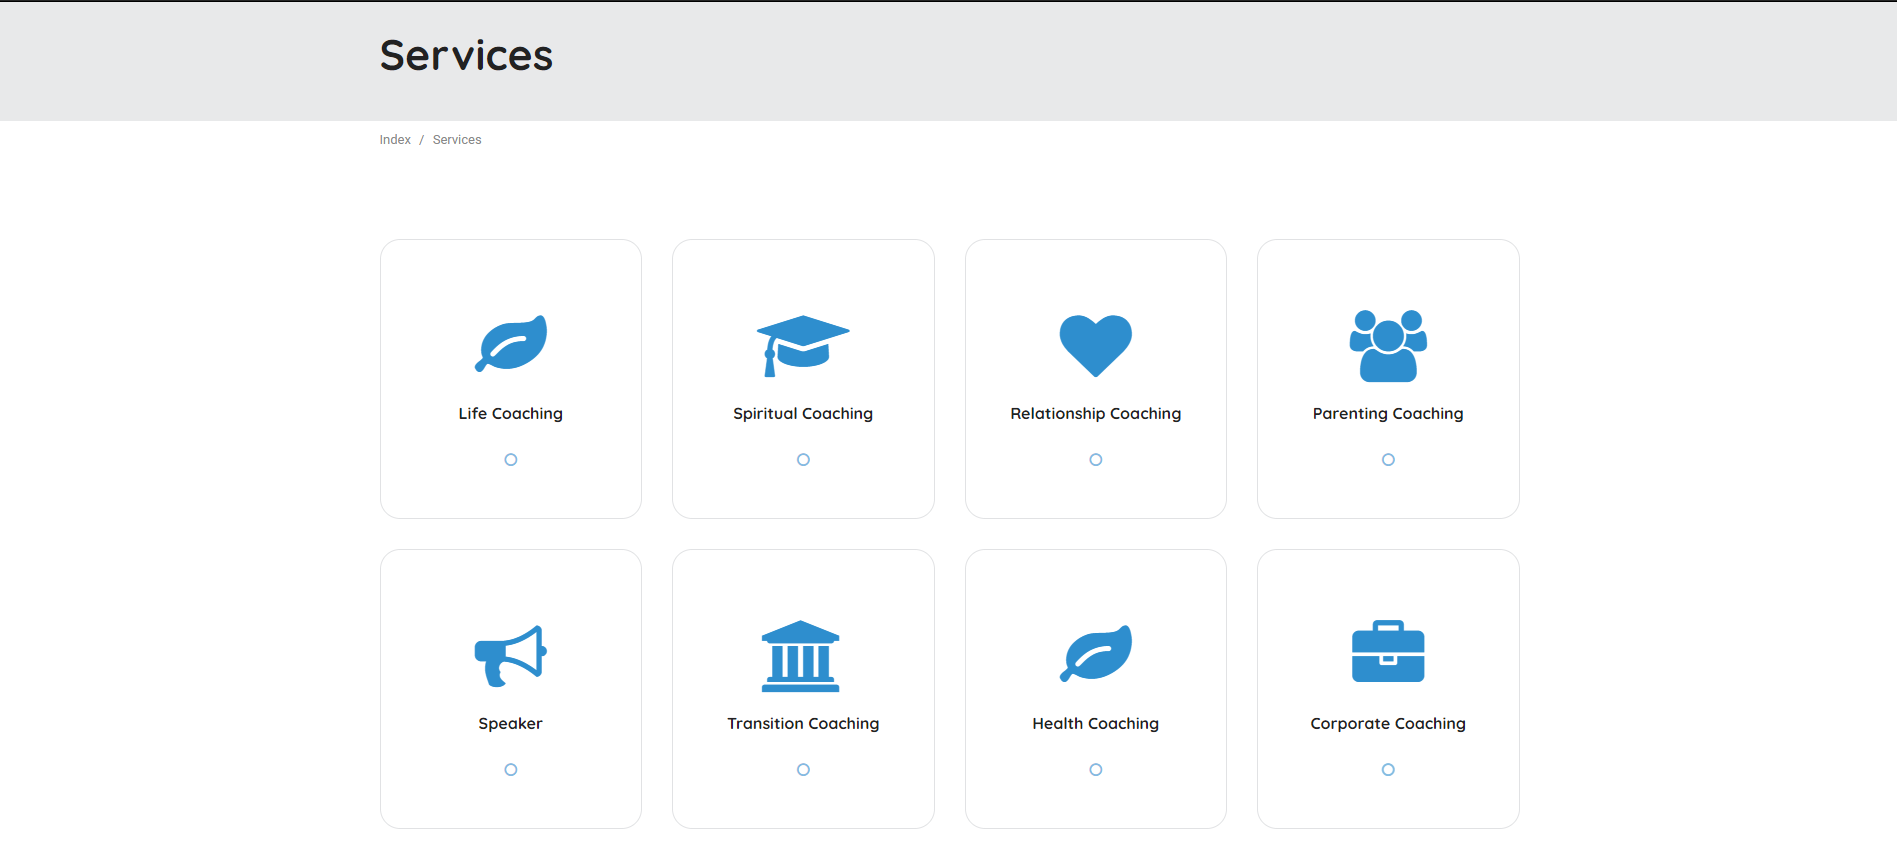 Services
Index / Services
Life Coaching
Spiritual Coaching
Relationship Coaching
Parenting Coaching
Speaker
Transition Coaching
Health Coaching
Corporate Coaching